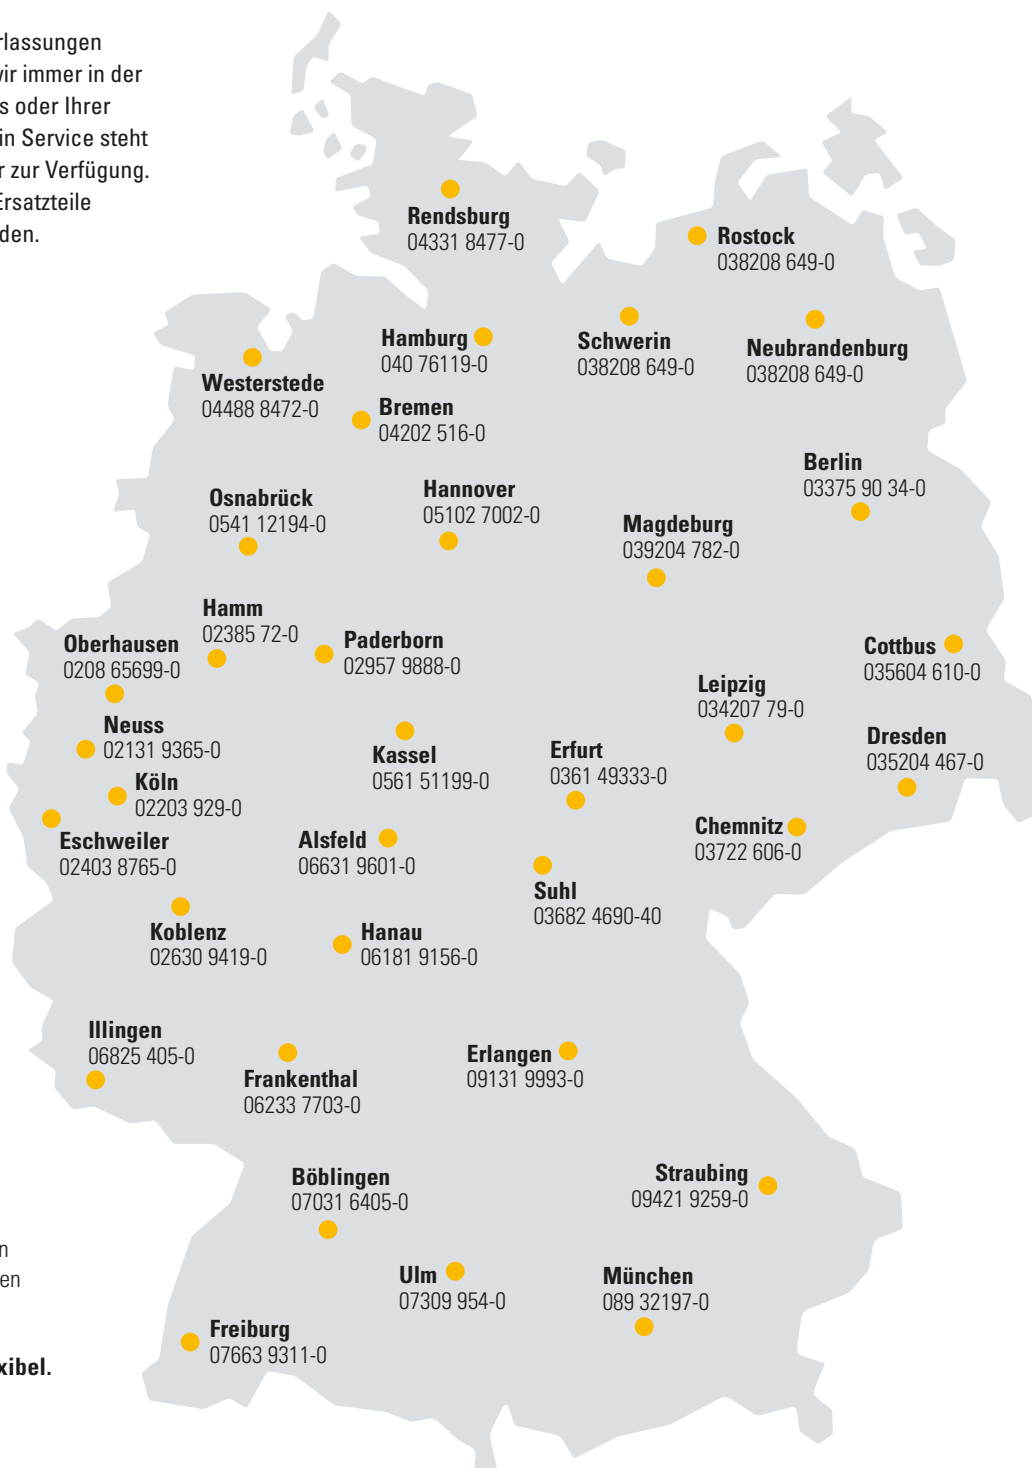 rlassungen
wir immer in der
s oder Ihrer
in Service steht
r zur Verfügung.
Ersatzteile
den.
Rendsburg
04331 8477-0
Rostock
038208 649-0
Hamburg
040 76119-0
Schwerin
038208 649-0
Neubrandenburg
038208 649-0
Westerstede
04488 8472-0
Bremen
04202 516-0
Berlin
03375 90 34-0
Osnabrück
0541 12194-0
Hannover
05102 7002-0
Magdeburg
039204 782-0
Hamm
02385 72-0
Oberhausen
0208 65699-0
Paderborn
02957 9888-0
Cottbus
035604 610-0
Leipzig
034207 79-0
Neuss
02131 9365-0
Kassel
0561 51199-0
Erfurt
0361 49333-0
Dresden
035204 467-0
Köln
02203 929-0
Eschweiler
02403 8765-0
Alsfeld
06631 9601-0
Chemnitz
03722 606-0
Suhl
03682 4690-40
Koblenz
02630 9419-0
Hanau
06181 9156-0
Illingen
06825 405-0
Frankenthal
06233 7703-0
Erlangen
09131 9993-0
Böblingen
07031 6405-0
Straubing
09421 9259-0
n
en
Ulm
07309 954-0
München
089 32197-0
Freiburg
07663 9311-0
xibel.